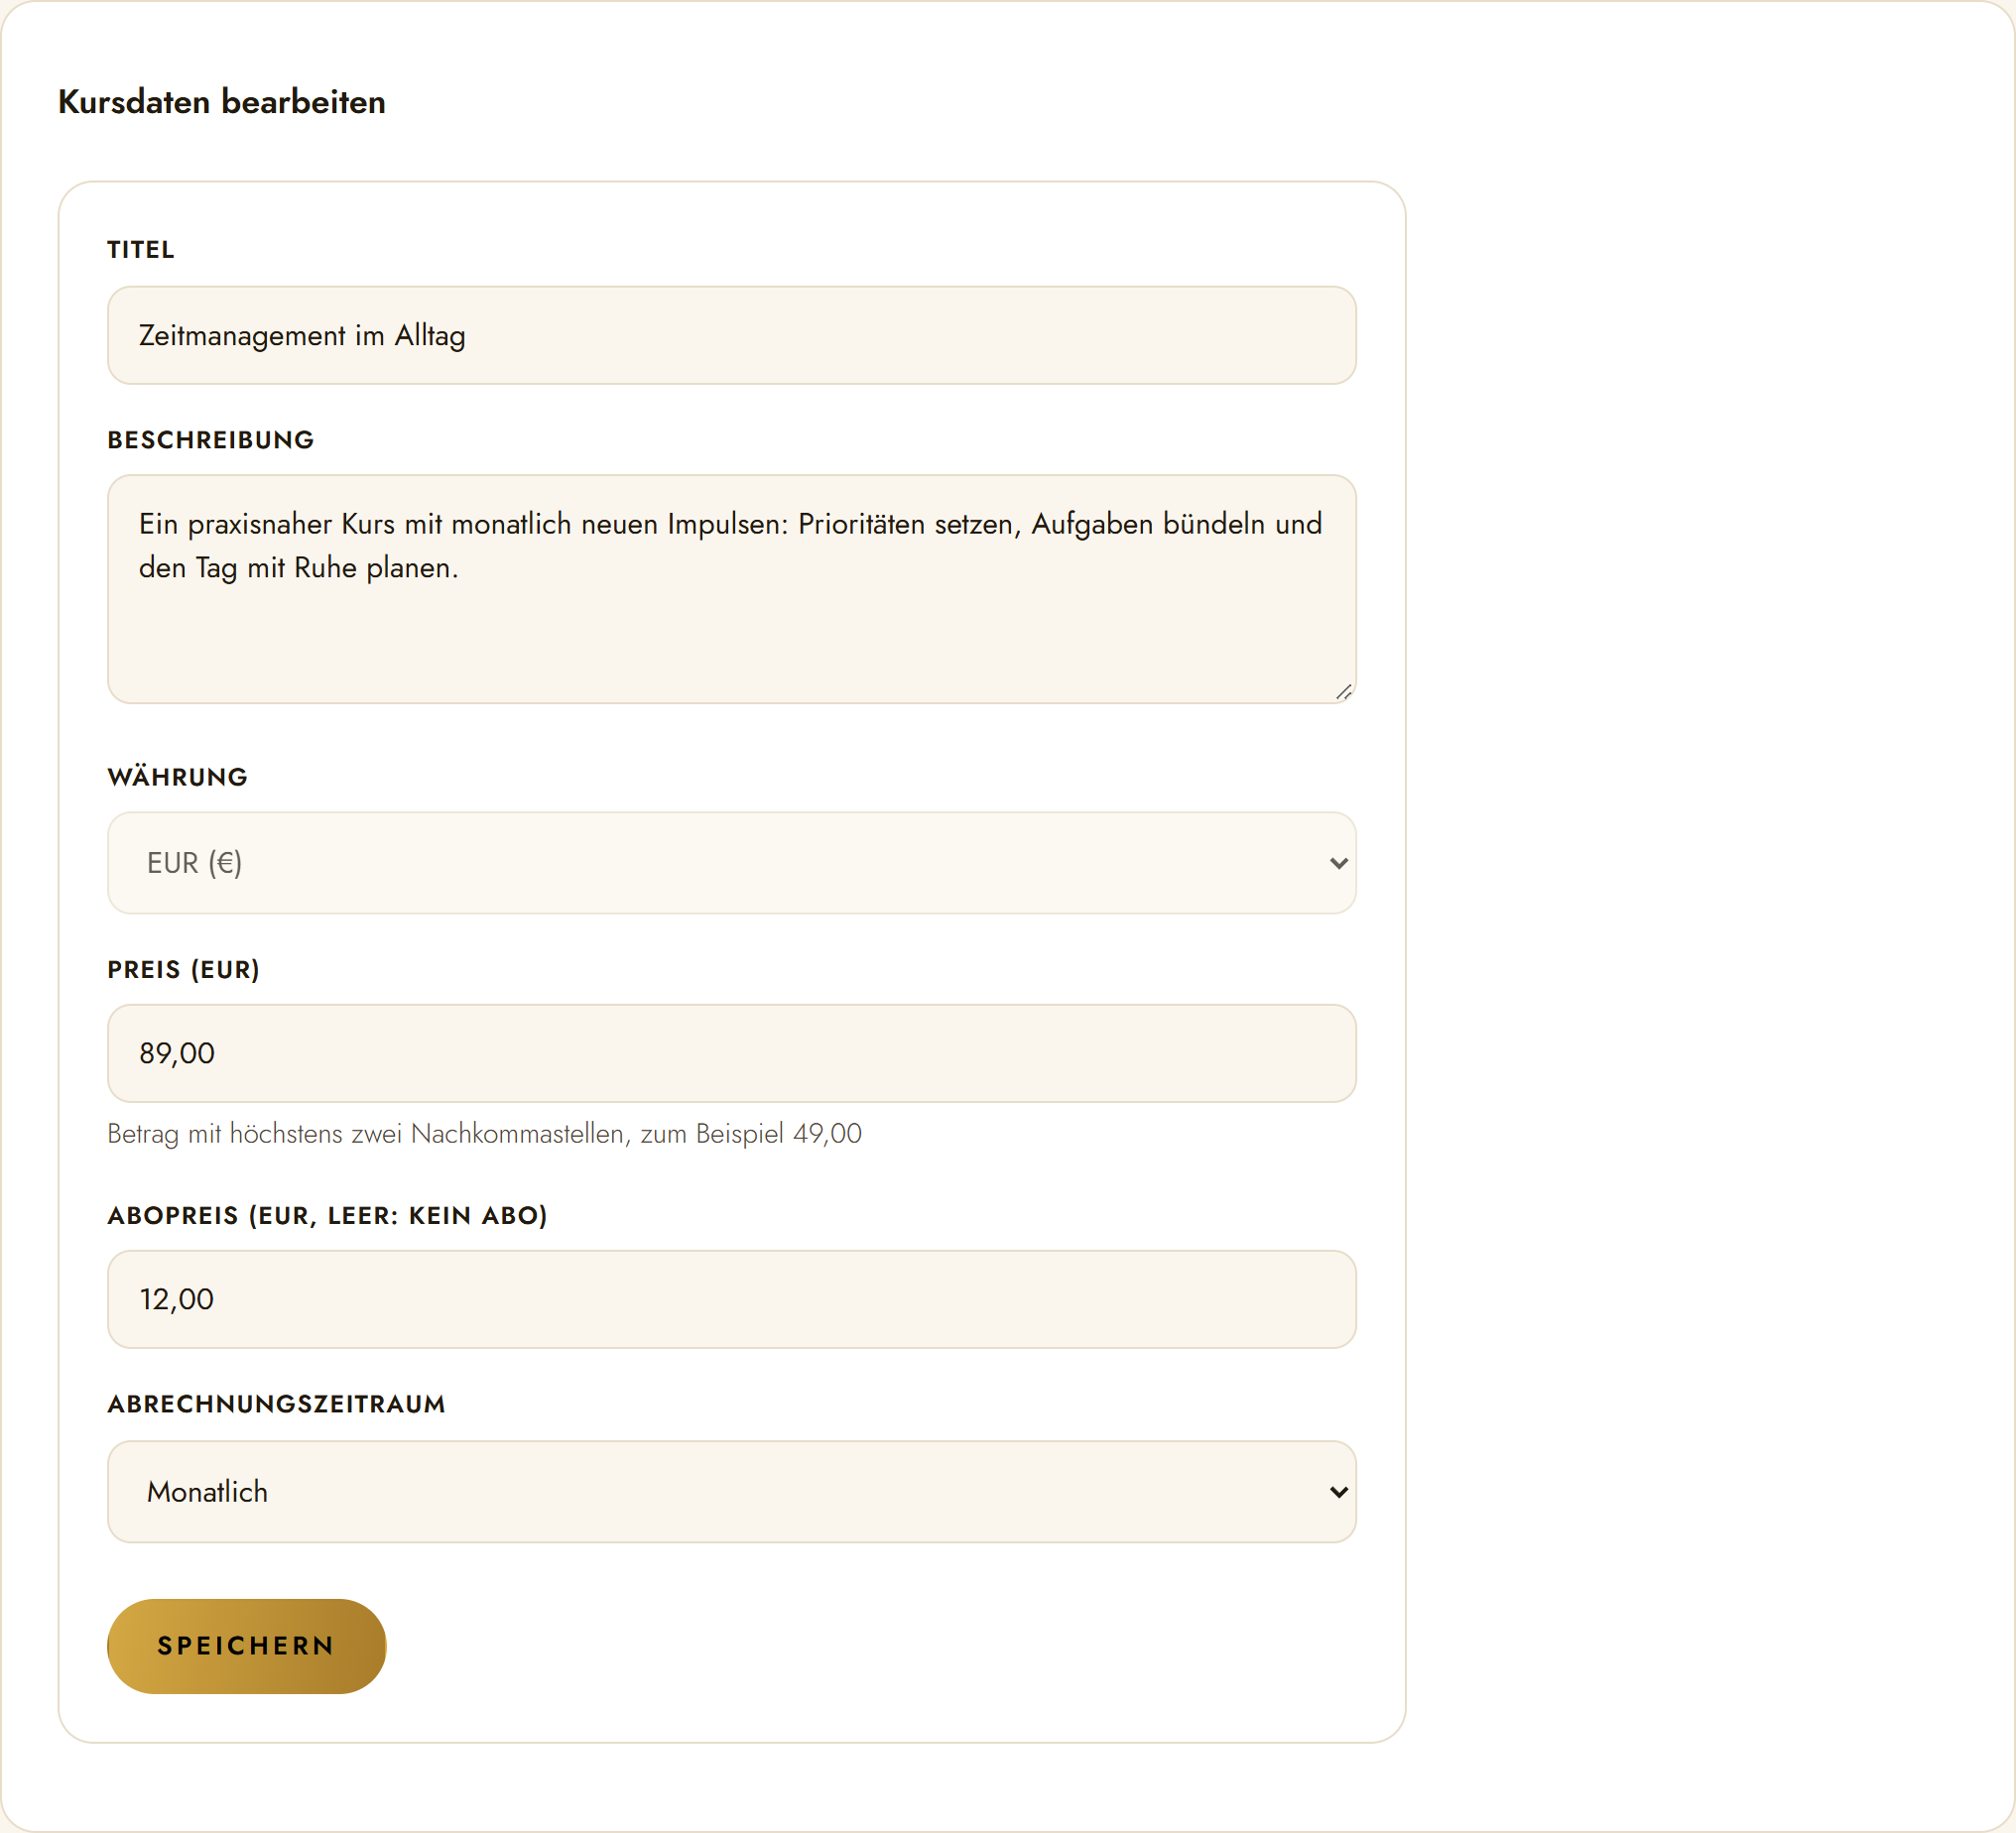 Kursdaten bearbeiten
TITEL
Zeitmanagement im Alltag
BESCHREIBUNG
Ein praxisnaher Kurs mit monatlich neuen Impulsen: Prioritäten setzen, Aufgaben bündeln und
den Tag mit Ruhe planen.
WÄHRUNG
EUR (€)
PREIS (EUR)
89,00
Betrag mit höchstens zwei Nachkommastellen, zum Beispiel 49,00
ABOPREIS (EUR, LEER: KEIN ABO)
12,00
ABRECHNUNGSZEITRAUM
Monatlich
SPEICHERN